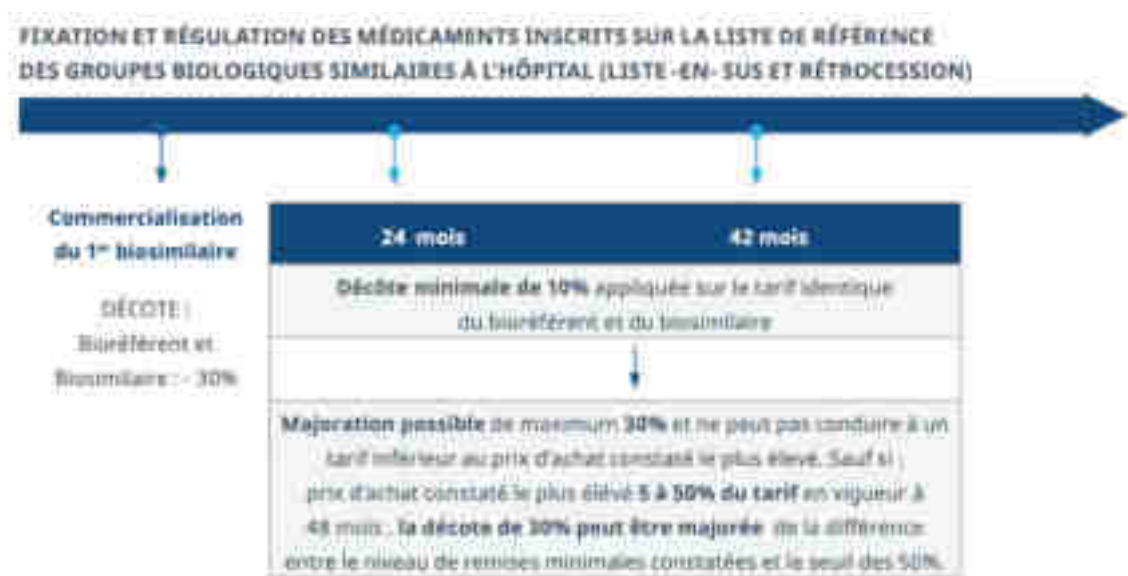 FIXATION ET RÉGULATION DES MÉDICAMENTS INSCRITS SUR LA LISTE DE RÉFÉRENCE
DES GROUPES BIOLOGIQUES SIMILAIRES À L'HÔPITAL (LISTE -EN- SUS ET RÉTROCESSION)
Commercialisation
du 1er biosimilaire
DÉCOTE :
Bioréférent et
Biosimilaire : - 30%
24 mois
42 mois
Décôte minimale de 10% appliquée sur le tarif identique
du bioréférent et du biosimilaire
Majoration possible de maximum 30% et ne peut pas conduire à un
tarif inférieur au prix d'achat constaté le plus élevé. Sauf si :
prix d'achat constaté le plus élevé 5 à 50% du tarif en vigueur à
48 mois : la décote de 30% peut être majorée de la différence
entre le niveau de remises minimales constatées et le seuil des 50%.